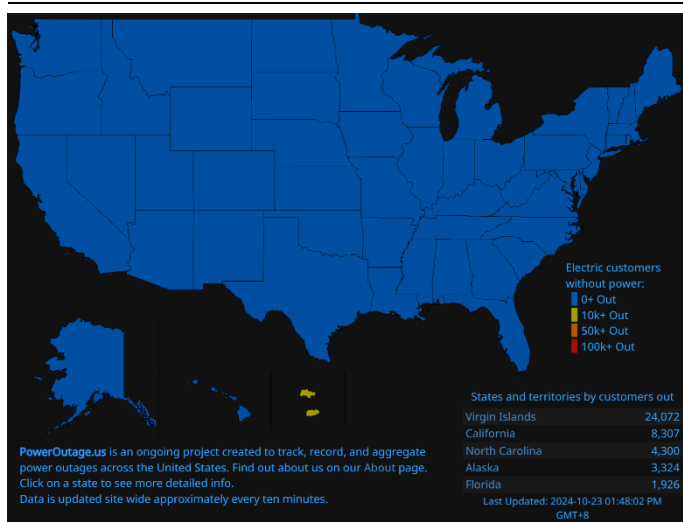 Electric customers
without power:
0+ Out
10k+ Out
50k+ Out
100k+ Out
States and territories by customers out
Virgin Islands 24,072
California 8,307
North Carolina 4,300
Alaska 3,324
Florida 1,926
Last Updated: 2024-10-23 01:48:02 PM
GMT+8
PowerOutage.us is an ongoing project created to track, record, and aggregate
power outages across the United States. Find out about us on our About page.
Click on a state to see more detailed info.
Data is updated site wide approximately every ten minutes.